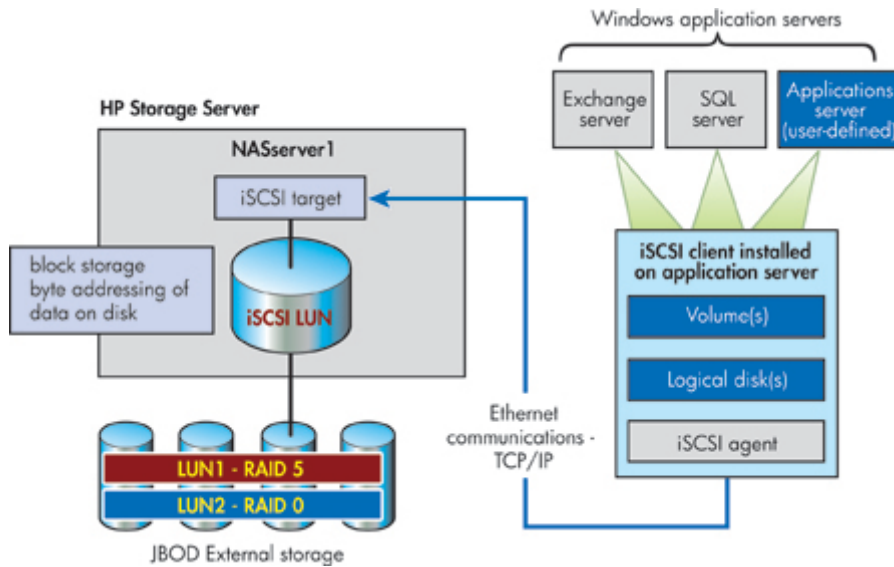 Windows application servers
Exchange
server
SQL
server
Applications
server
(user-defined)
HP Storage Server
NASserver1
iSCSI target
block storage
byte addressing of
data on disk
iSCSI LUN
LUN1 - RAID 5
LUN2 - RAID 0
JBOD External storage
Ethernet
communications -
TCP/IP
iSCSI client installed
on application server
Volume(s)
Logical disk(s)
iSCSI agent